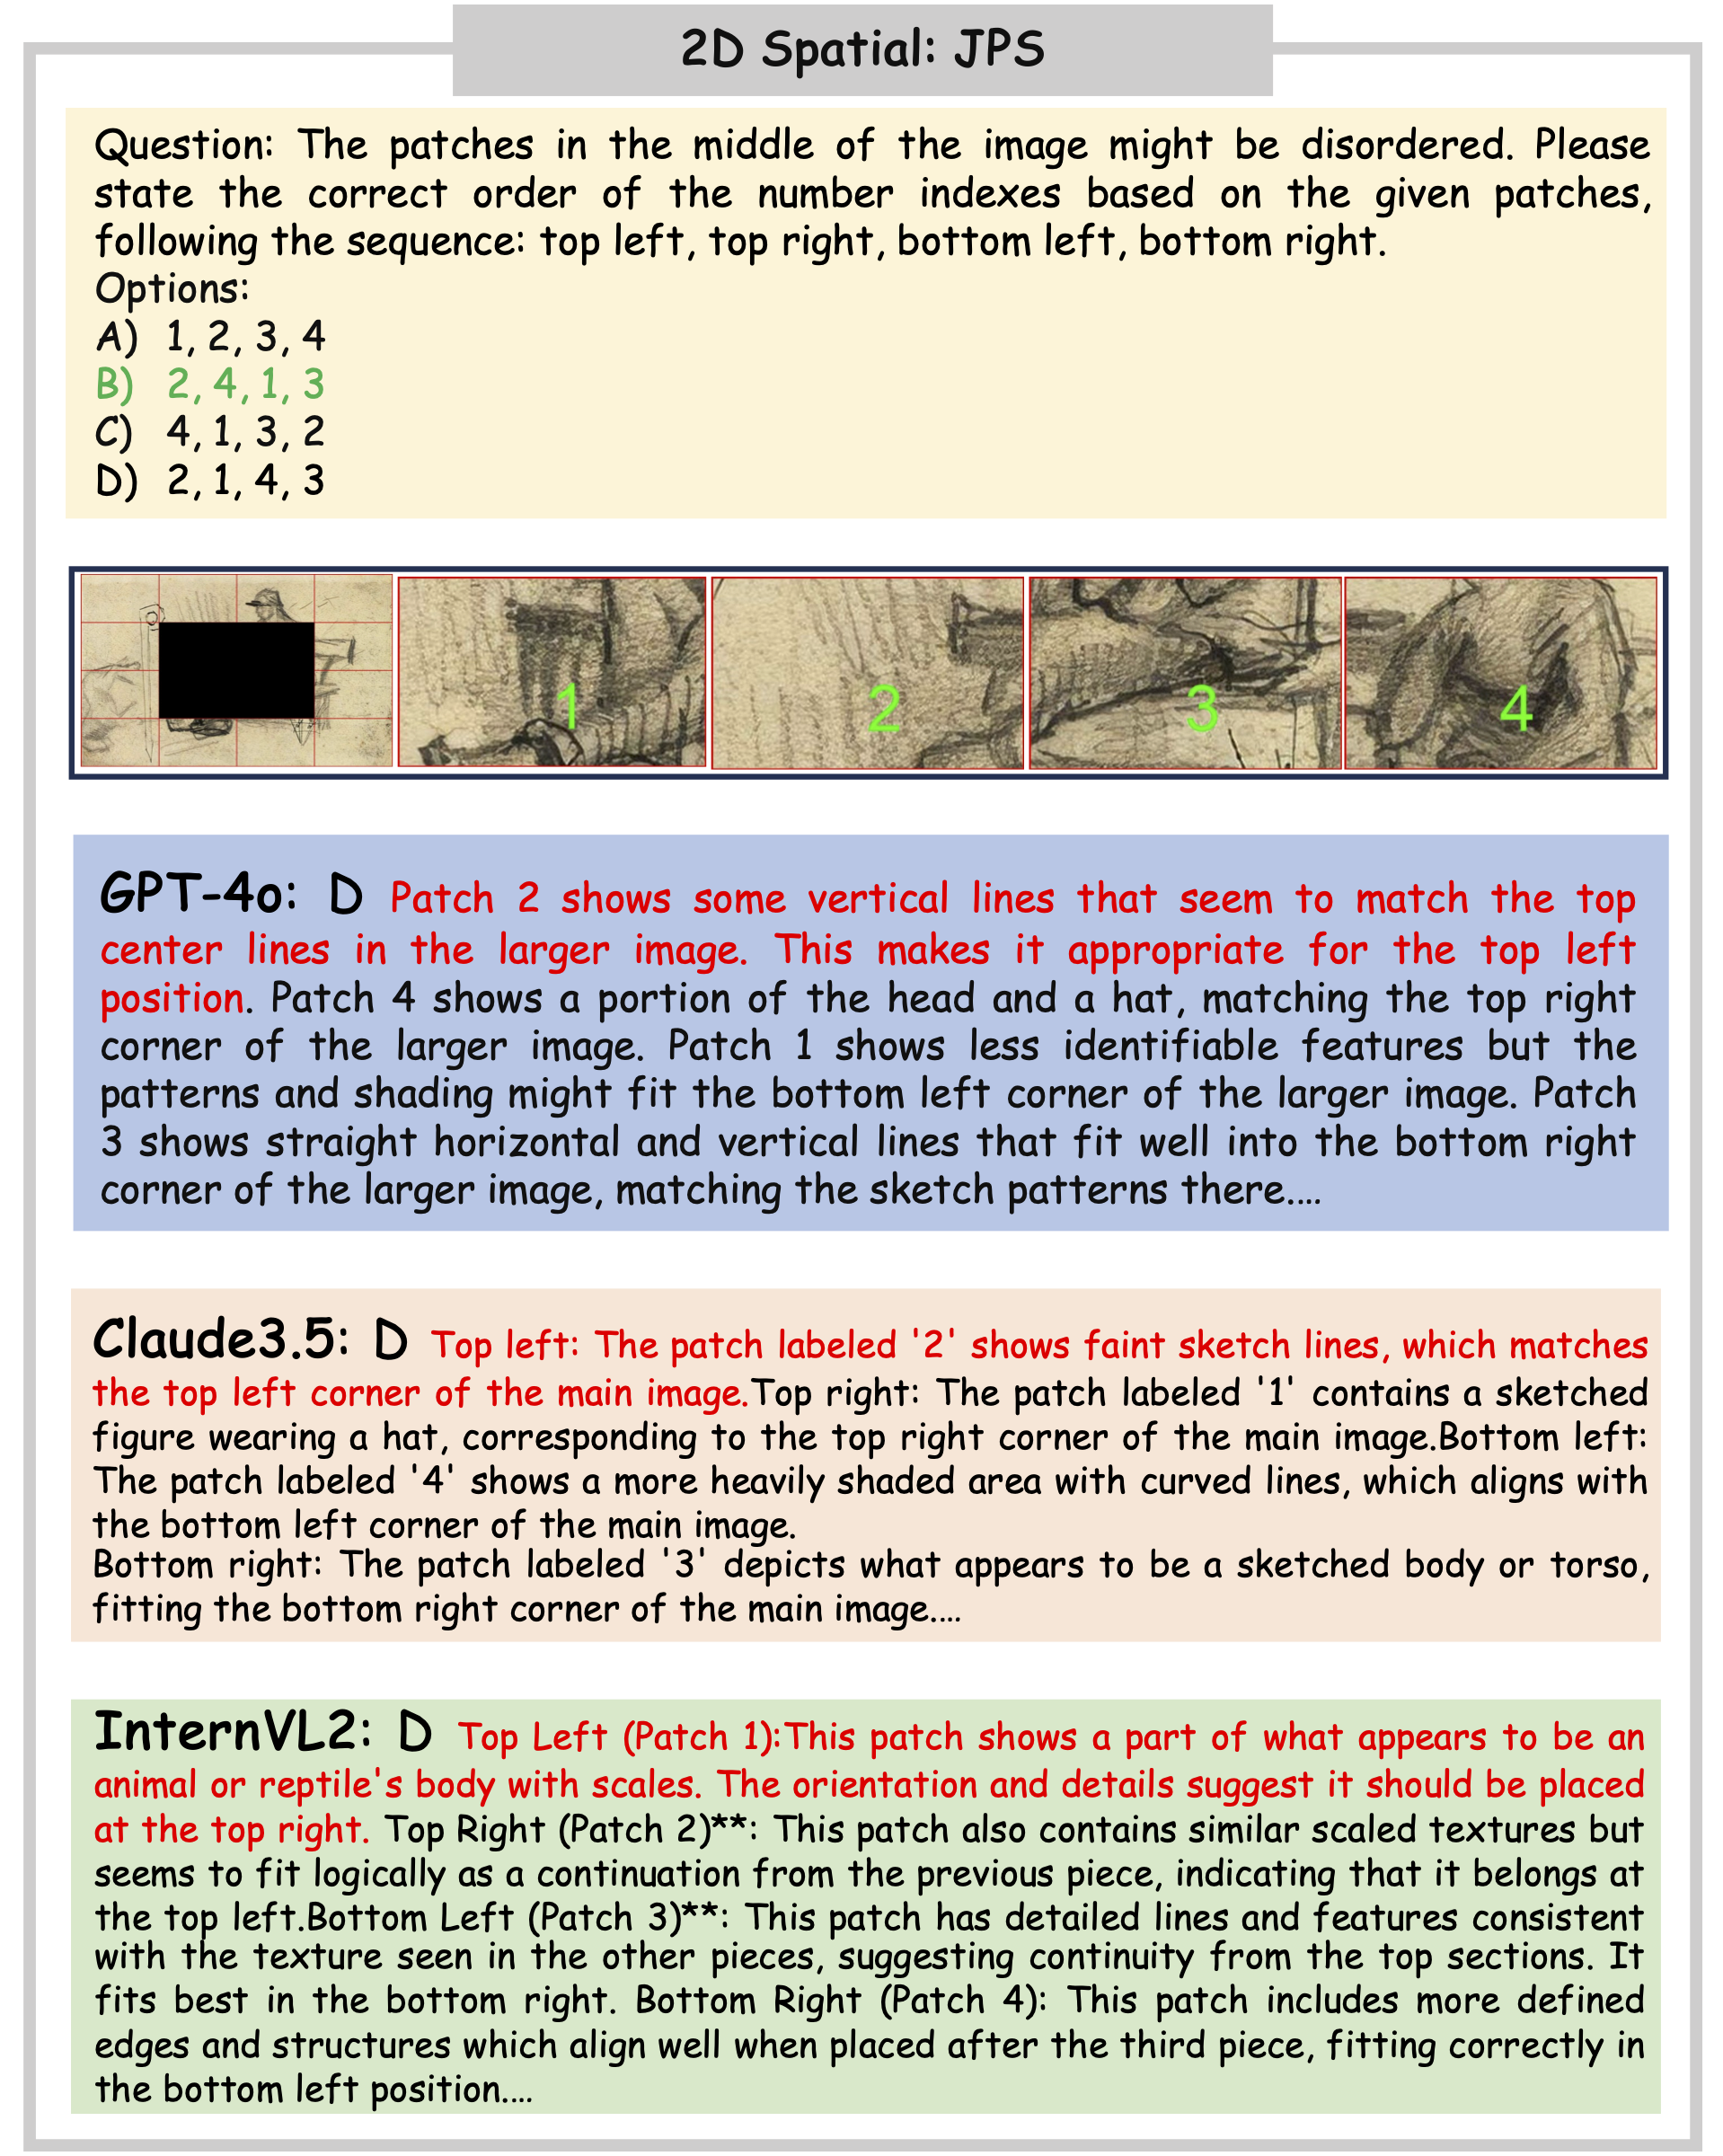 2D Spatial: JPS
Question: The patches in the middle of the image might be disordered. Please
state the correct order of the number indexes based on the given patches,
following the sequence: top left, top right, bottom left, bottom right.
Options:
A) 1, 2, 3, 4
B) 2, 4, 1, 3
C) 4, 1, 3, 2
D) 2, 1, 4, 3
1
2
3
4
GPT-4o: D Patch 2 shows some vertical lines that seem to match the top
center lines in the larger image. This makes it appropriate for the top left
position. Patch 4 shows a portion of the head and a hat, matching the top right
corner of the larger image. Patch 1 shows less identifiable features but the
patterns and shading might fit the bottom left corner of the larger image. Patch
3 shows straight horizontal and vertical lines that fit well into the bottom right
corner of the larger image, matching the sketch patterns there....
Claude3.5: D Top left: The patch labeled '2' shows faint sketch lines, which matches
the top left corner of the main image.Top right: The patch labeled '1' contains a sketched
figure wearing a hat, corresponding to the top right corner of the main image.Bottom left:
The patch labeled '4' shows a more heavily shaded area with curved lines, which aligns with
the bottom left corner of the main image.
Bottom right: The patch labeled '3' depicts what appears to be a sketched body or torso,
fitting the bottom right corner of the main image....
InternVL2: D Top Left (Patch 1):This patch shows a part of what appears to be an
animal or reptile's body with scales. The orientation and details suggest it should be placed
at the top right. Top Right (Patch 2)**: This patch also contains similar scaled textures but
seems to fit logically as a continuation from the previous piece, indicating that it belongs at
the top left.Bottom Left (Patch 3)**: This patch has detailed lines and features consistent
with the texture seen in the other pieces, suggesting continuity from the top sections. It
fits best in the bottom right. Bottom Right (Patch 4): This patch includes more defined
edges and structures which align well when placed after the third piece, fitting correctly in
the bottom left position....